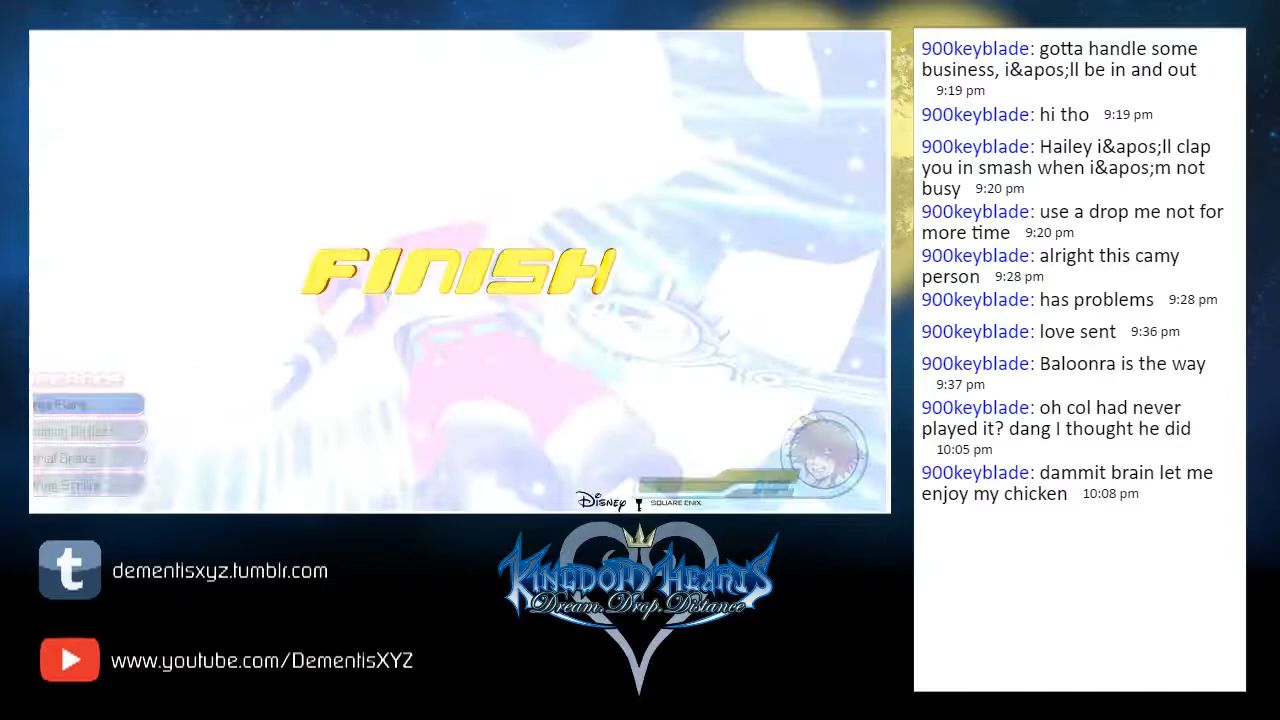 FINISH
DISNEY SQUARE ENIX
dementisxyz.tumblr.com
www.youtube.com/DementisXYZ
KINGDOM HEARTS
Dream.Drop.Distance
900keyblade: gotta handle some
business, i&apos;ll be in and out
9:19 pm
900keyblade: hi tho 9:19 pm
900keyblade: Hailey i&apos;ll clap
you in smash when i&apos;m not
busy 9:20 pm
900keyblade: use a drop me not for
more time 9:20 pm
900keyblade: alright this camy
person 9:28 pm
900keyblade: has problems 9:28 pm
900keyblade: love sent 9:36 pm
900keyblade: Baloonra is the way
9:37 pm
900keyblade: oh col had never
played it? dang I thought he did
10:05 pm
900keyblade: dammit brain let me
enjoy my chicken 10:08 pm